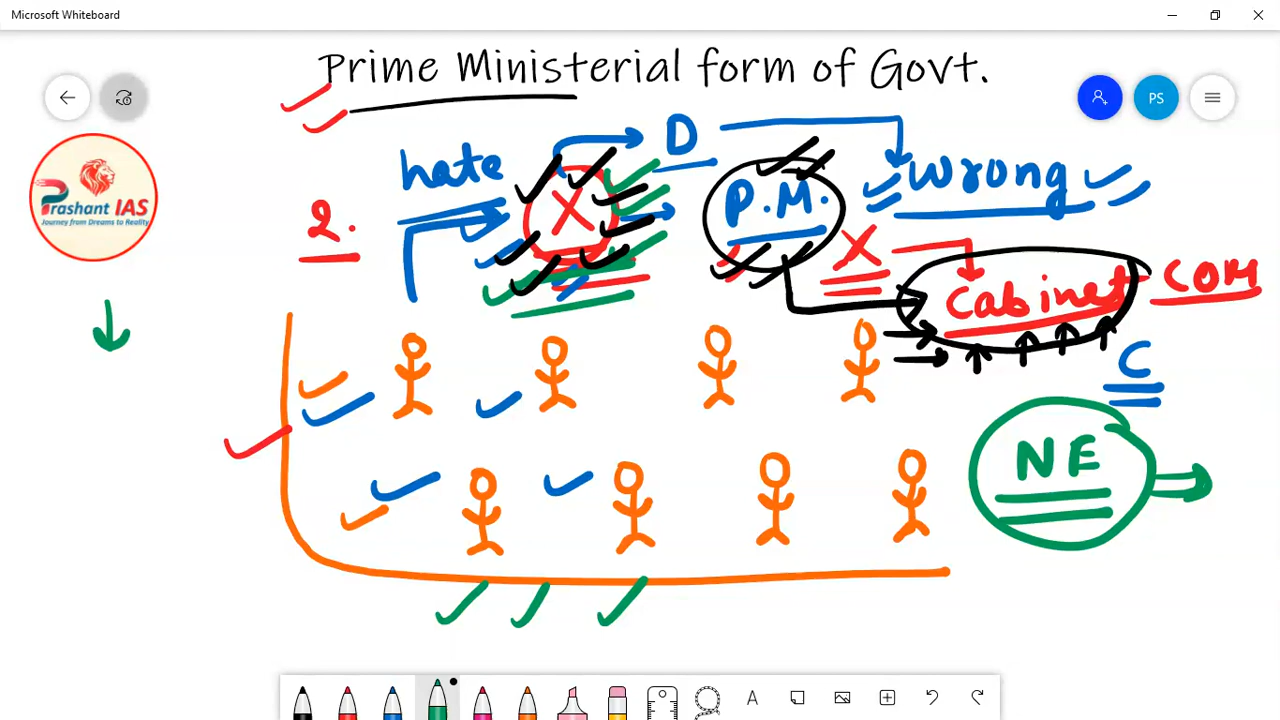 Microsoft Whiteboard
Prime Ministerial form of Govt.
PS
Prashant IAS
Journey from Dreams to Reality
hate
D
X
P.M.
Wrong
2.
X
Cabinet
COM
C
NE
A